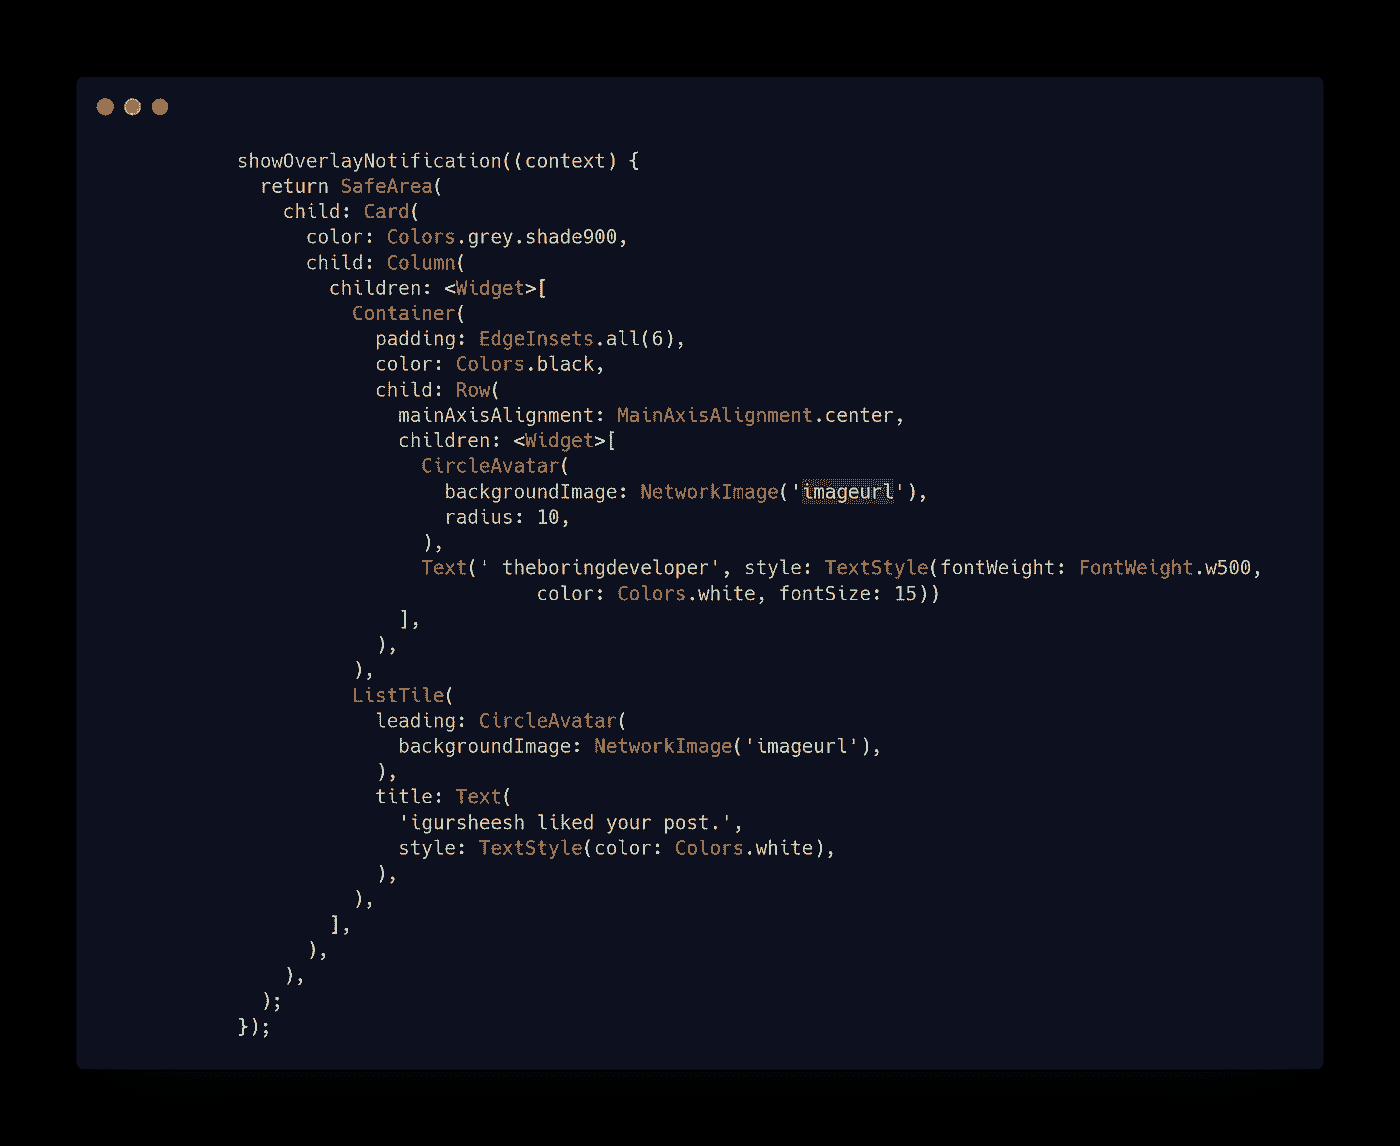 showOverlayNotification((context) {
  return SafeArea(
    child: Card(
      color: Colors.grey.shade900,
      child: Column(
        children: <Widget>[
          Container(
            padding: EdgeInsets.all(6),
            color: Colors.black,
            child: Row(
              mainAxisAlignment: MainAxisAlignment.center,
              children: <Widget>[
                CircleAvatar(
                  backgroundImage: NetworkImage('imageurl'),
                  radius: 10,
                ),
                Text(' theboringdeveloper', style: TextStyle(fontWeight: FontWeight.w500,
                          color: Colors.white, fontSize: 15))
              ],
            ),
          ),
          ListTile(
            leading: CircleAvatar(
              backgroundImage: NetworkImage('imageurl'),
            ),
            title: Text(
              'igursheesh liked your post.',
              style: TextStyle(color: Colors.white),
            ),
          ),
        ],
      ),
    ),
  );
});